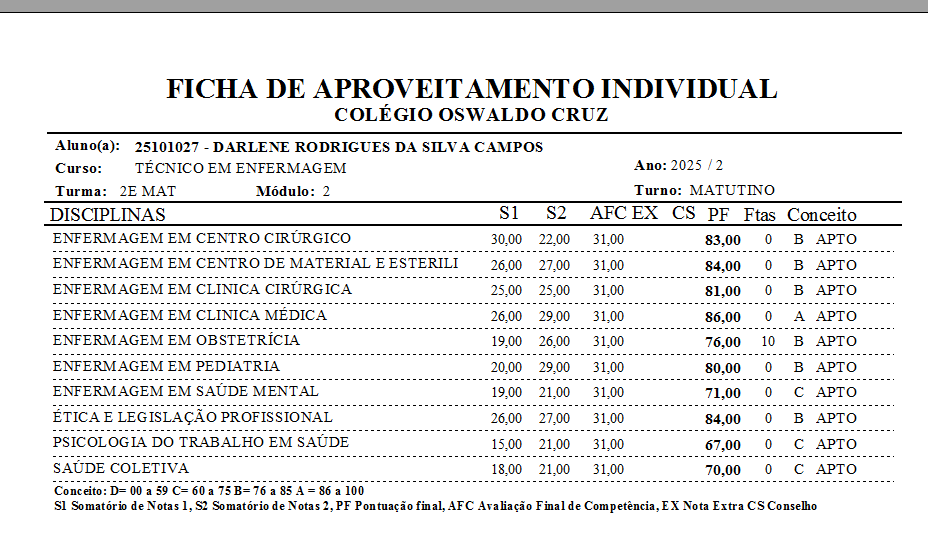 FICHA DE APROVEITAMENTO INDIVIDUAL
COLÉGIO OSWALDO CRUZ
Aluno(a): 25101027 - DARLENE RODRIGUES DA SILVA CAMPOS
Curso: TÉCNICO EM ENFERMAGEM Ano: 2025 / 2
Turma: 2E MAT Módulo: 2 Turno: MATUTINO
DISCIPLINAS S1 S2 AFC EX CS PF Ftas Conceito
ENFERMAGEM EM CENTRO CIRÚRGICO 30,00 22,00 31,00 83,00 0 B APTO
ENFERMAGEM EM CENTRO DE MATERIAL E ESTERILI 26,00 27,00 31,00 84,00 0 B APTO
ENFERMAGEM EM CLINICA CIRÚRGICA 25,00 25,00 31,00 81,00 0 B APTO
ENFERMAGEM EM CLINICA MÉDICA 26,00 29,00 31,00 86,00 0 A APTO
ENFERMAGEM EM OBSTETRÍCIA 19,00 26,00 31,00 76,00 10 B APTO
ENFERMAGEM EM PEDIATRIA 20,00 29,00 31,00 80,00 0 B APTO
ENFERMAGEM EM SAÚDE MENTAL 19,00 21,00 31,00 71,00 0 C APTO
ÉTICA E LEGISLAÇÃO PROFISSIONAL 26,00 27,00 31,00 84,00 0 B APTO
PSICOLOGIA DO TRABALHO EM SAÚDE 15,00 21,00 31,00 67,00 0 C APTO
SAÚDE COLETIVA 18,00 21,00 31,00 70,00 0 C APTO
Conceito: D= 00 a 59 C= 60 a 75 B= 76 a 85 A = 86 a 100
S1 Somatório de Notas 1, S2 Somatório de Notas 2, PF Pontuação final, AFC Avaliação Final de Competência, EX Nota Extra CS Conselho